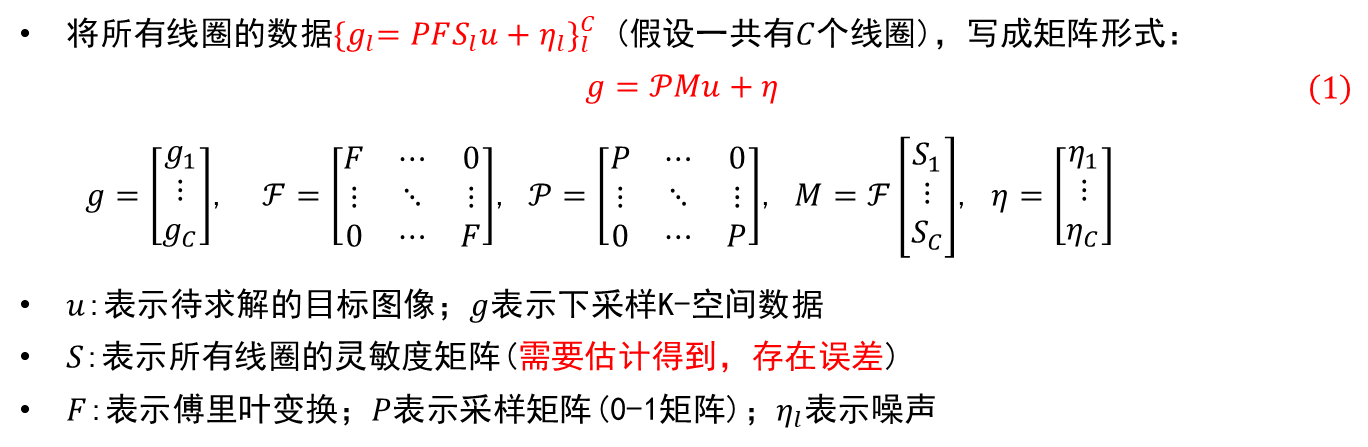 • 将所有线圈的数据{g_l= PFS_lu + η_l}_l^C (假设一共有C个线圈)，写成矩阵形式：
g = 𝒫Mu + η (1)
g = [g_1 ⋮ g_C], ℱ = [F ⋯ 0 ⋮ ⋱ ⋮ 0 ⋯ F], 𝒫 = [P ⋯ 0 ⋮ ⋱ ⋮ 0 ⋯ P], M = ℱ [S_1 ⋮ S_C], η = [η_1 ⋮ η_C]
• u:表示待求解的目标图像；g表示下采样K-空间数据
• S:表示所有线圈的灵敏度矩阵(需要估计得到，存在误差)
• F:表示傅里叶变换；P表示采样矩阵(0-1矩阵)；η_l表示噪声